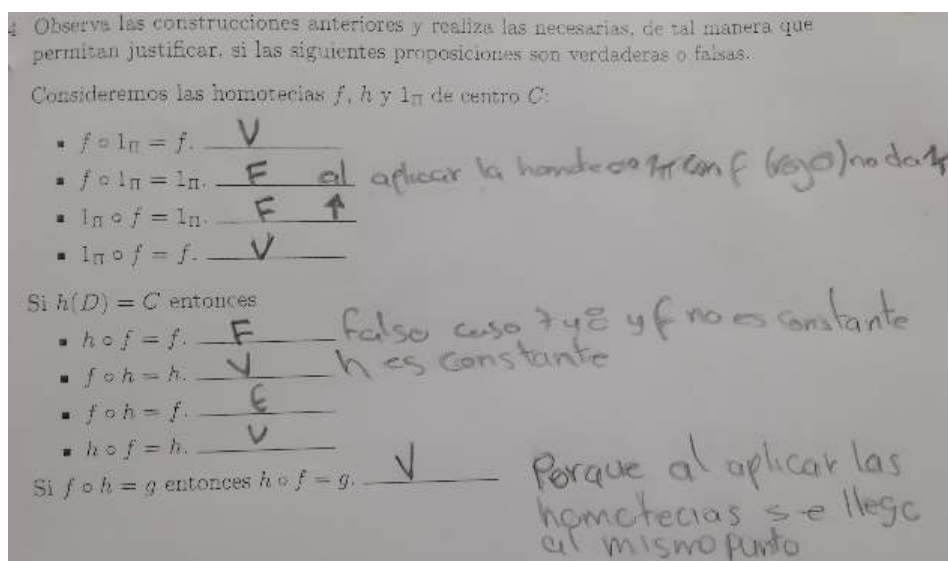 4 Observa las construcciones anteriores y realiza las necesarias, de tal manera que
permitan justificar, si las siguientes proposiciones son verdaderas o falsas.
Consideremos las homotecias f, h y 1_Π de centro C:
▪ f ∘ 1_Π = f. V
▪ f ∘ 1_Π = 1_Π. F al aplicar la 1_Π con f no da
▪ 1_Π ∘ f = 1_Π. F ↑
▪ 1_Π ∘ f = f. V
Si h(D) = C entonces
▪ h ∘ f = f. F Falso caso 7 y 8 y f no es constante
▪ f ∘ h = h. V h es constante
▪ f ∘ h = f. F
▪ h ∘ f = h. V
Si f ∘ h = g entonces h ∘ f = g. V Porque al aplicar las
homotecias se llega
al mismo punto